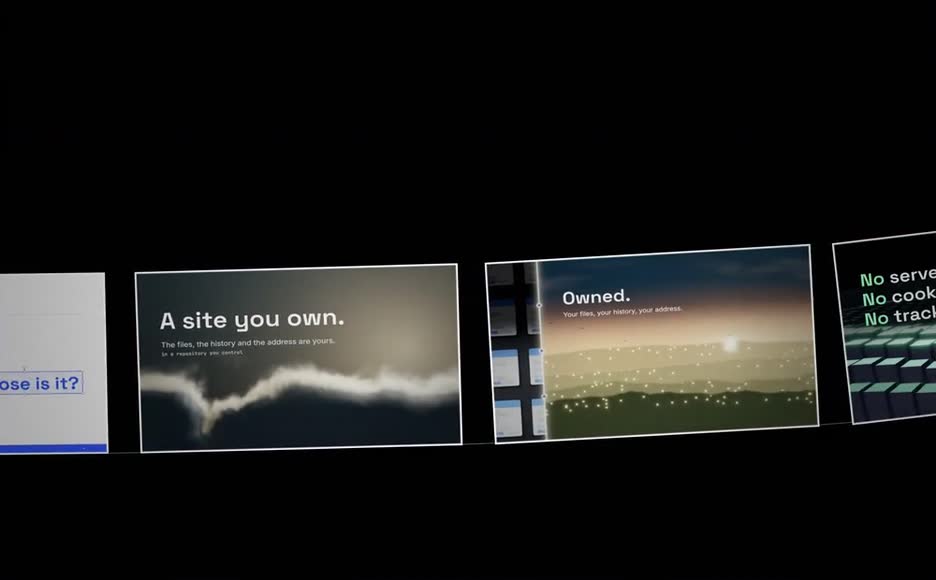 ose is it?
A site you own.
The files, the history and the address are yours.
in a repository you control
Owned.
Your files, your history, your address.
No serve
No cook
No track